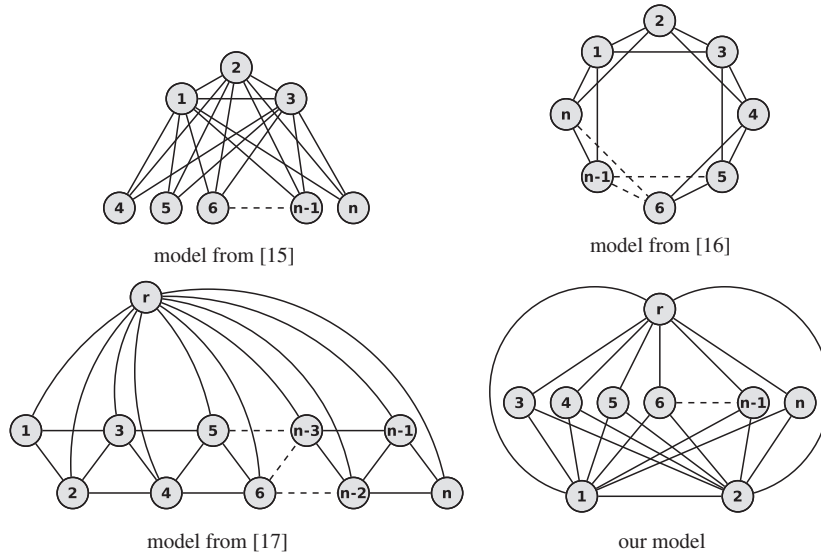 2
1 3
4 5 6 n-1 n
model from [15]
2
1 3
n 4
n-1 5
6
model from [16]
r
1 3 5 n-3 n-1
2 4 6 n-2 n
model from [17]
r
3 4 5 6 n-1 n
1 2
our model